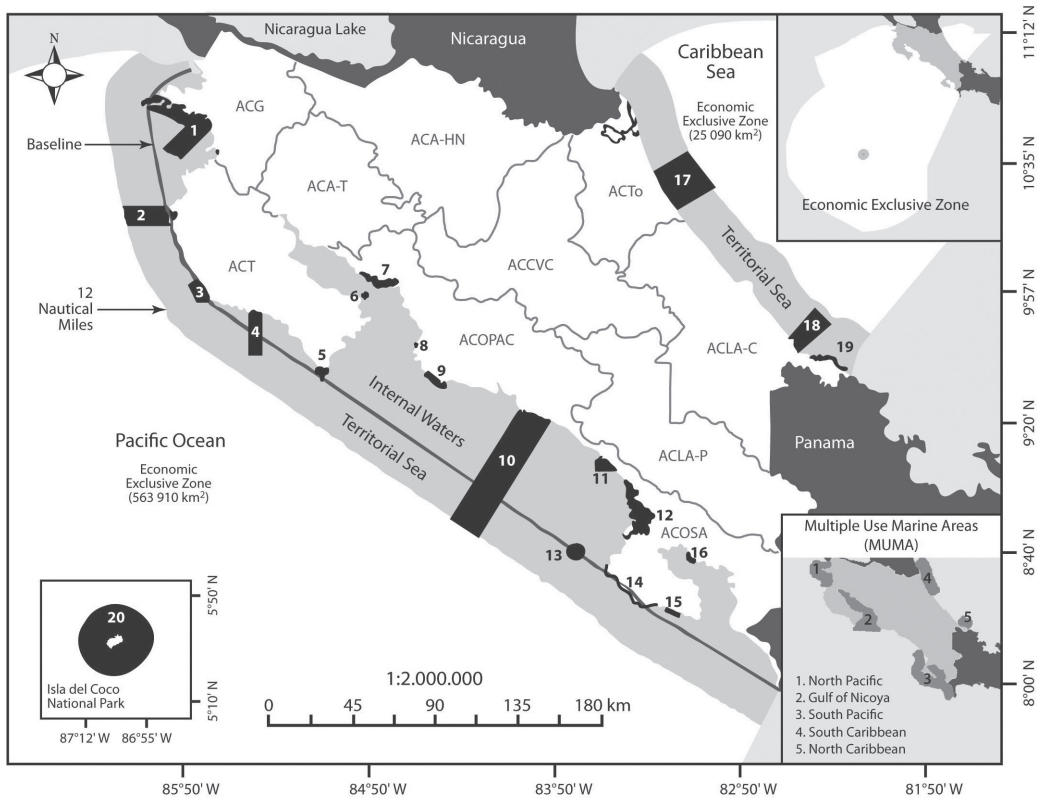 Nicaragua Lake
Nicaragua
Caribbean
Sea
Economic
Exclusive Zone
(25 090 km²)
Economic Exclusive Zone
11°12' N
10°35' N
9°57' N
9°20' N
8°40' N
8°00' N
N
Baseline
12
Nautical
Miles
ACG
ACA-HN
ACA-T
ACTo
ACT
ACCVC
ACOPAC
ACLA-C
ACLA-P
ACOSA
1
2
3
4
5
6
7
8
9
10
11
12
13
14
15
16
17
18
19
Territorial Sea
Internal Waters
Territorial Sea
Pacific Ocean
Economic
Exclusive Zone
(563 910 km²)
Panama
20
Isla del Coco
National Park
5°50' N
5°10' N
87°12' W 86°55' W
1:2.000.000
0 45 90 135 180 km
Multiple Use Marine Areas
(MUMA)
1
2
3
4
5
1. North Pacific
2. Gulf of Nicoya
3. South Pacific
4. South Caribbean
5. North Caribbean
85°50' W 84°50' W 83°50' W 82°50' W 81°50' W